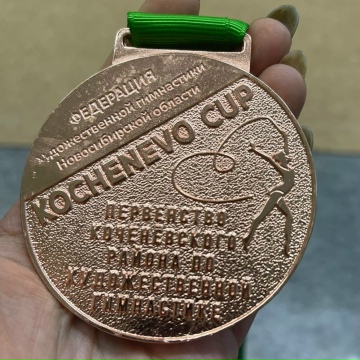 ФЕДЕРАЦИЯ
художественной гимнастики
Новосибирской области
KOCHENEVO CUP
ПЕРВЕНСТВО
КОЧЕНЕВСКОГО
РАЙОНА ПО
ХУДОЖЕСТВЕННОЙ
ГИМНАСТИКЕ